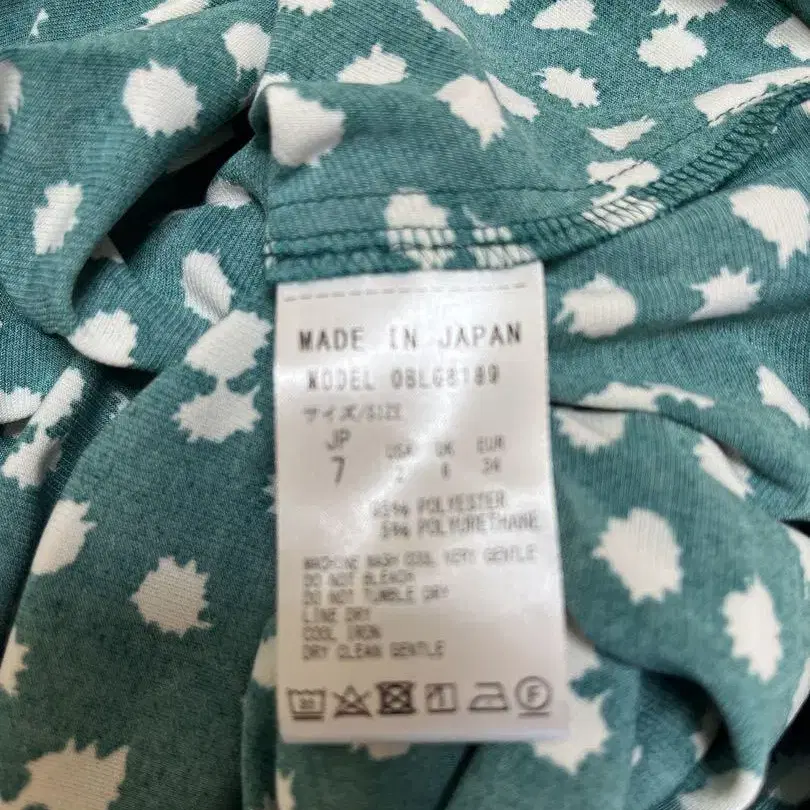 MADE IN JAPAN
MODEL 0SLG8189
サイズ/SIZE
JP USA UK EUR
7 2 6 34
95% POLYESTER
5% POLYURETHANE
MACHINE WASH COOL VERY GENTLE
DO NOT BLEACH
DO NOT TUMBLE DRY
LINE DRY
COOL IRON
DRY CLEAN GENTLE
F